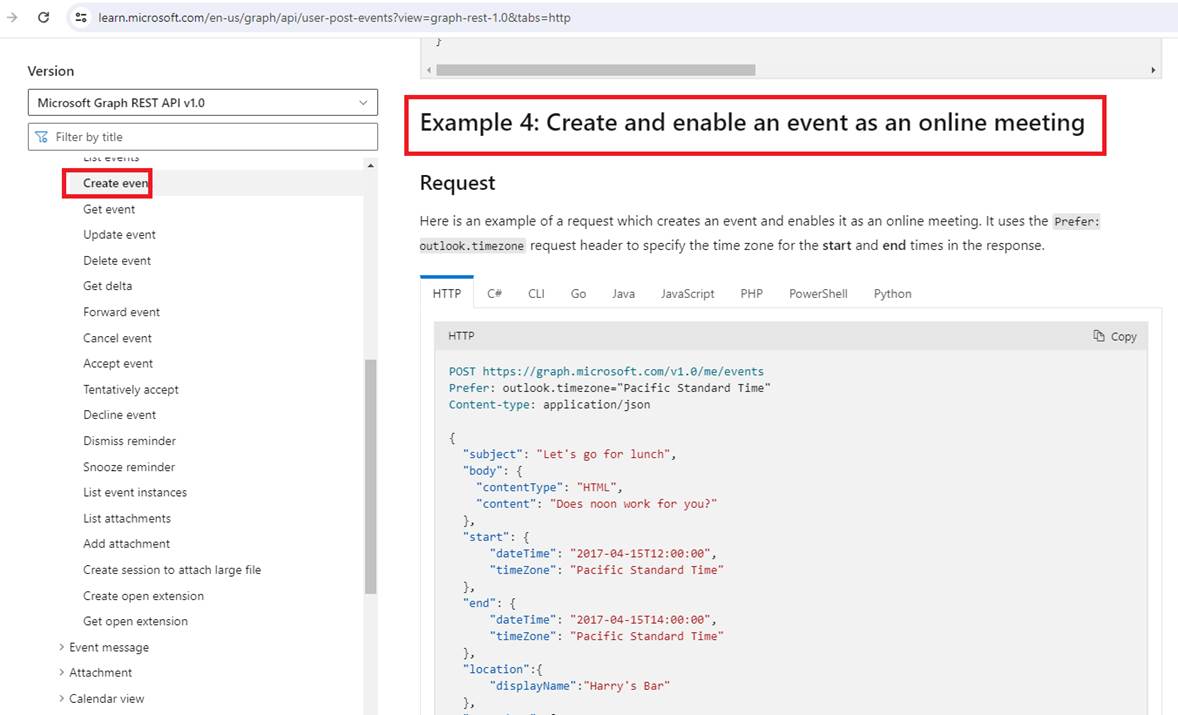 learn.microsoft.com/en-us/graph/api/user-post-events?view=graph-rest-1.0&tabs=http
Version
Microsoft Graph REST API v1.0
Filter by title
List events
Create even
Get event
Update event
Delete event
Get delta
Forward event
Cancel event
Accept event
Tentatively accept
Decline event
Dismiss reminder
Snooze reminder
List event instances
List attachments
Add attachment
Create session to attach large file
Create open extension
Get open extension
Event message
Attachment
Calendar view
}
Example 4: Create and enable an event as an online meeting
Request
Here is an example of a request which creates an event and enables it as an online meeting. It uses the Prefer:
outlook.timezone request header to specify the time zone for the start and end times in the response.
HTTP C# CLI Go Java JavaScript PHP PowerShell Python
HTTP Copy
POST https://graph.microsoft.com/v1.0/me/events
Prefer: outlook.timezone="Pacific Standard Time"
Content-type: application/json
{
"subject": "Let's go for lunch",
"body": {
"contentType": "HTML",
"content": "Does noon work for you?"
},
"start": {
"dateTime": "2017-04-15T12:00:00",
"timeZone": "Pacific Standard Time"
},
"end": {
"dateTime": "2017-04-15T14:00:00",
"timeZone": "Pacific Standard Time"
},
"location":{
"displayName":"Harry's Bar"
},